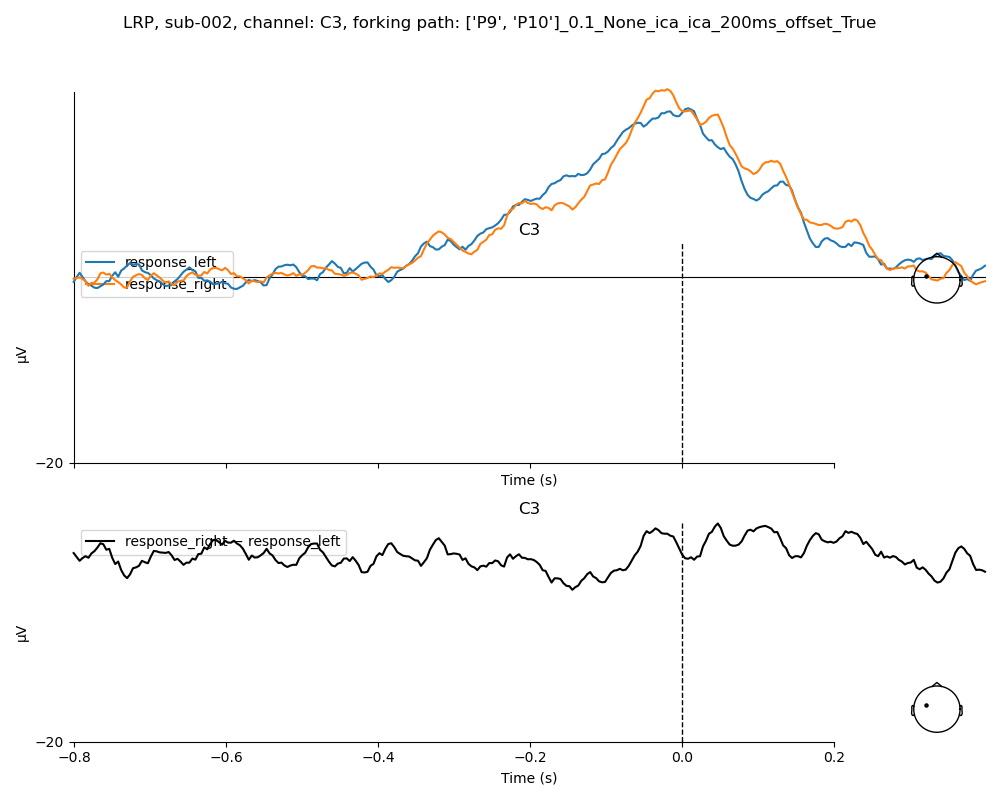 LRP, sub-002, channel: C3, forking path: ['P9', 'P10']_0.1_None_ica_ica_200ms_offset_True
C3
response_left
response_right
µV
−20
Time (s)
C3
response_right − response_left
µV
−20
−0.8 −0.6 −0.4 −0.2 0.0 0.2
Time (s)